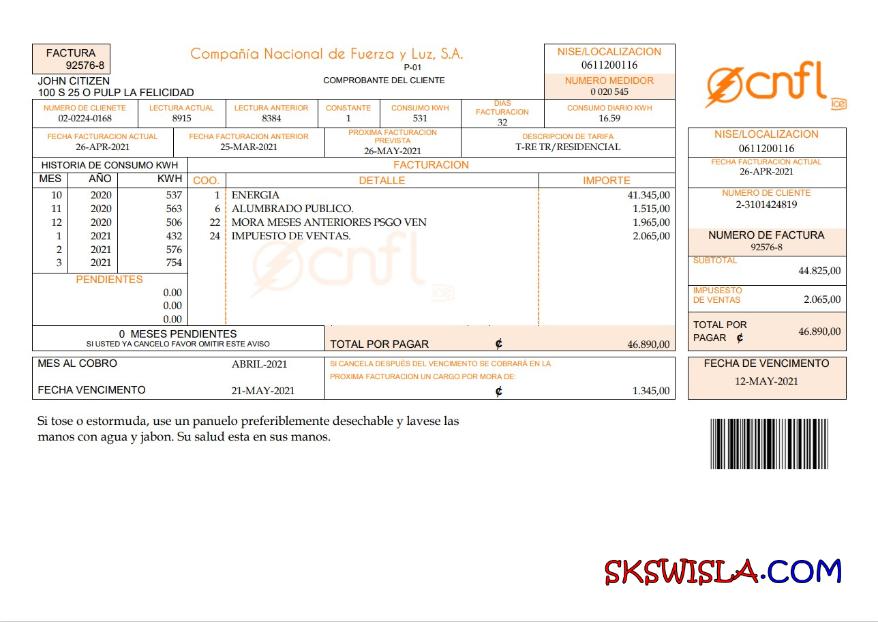 FACTURA
92576-8
Compañía Nacional de Fuerza y Luz, S.A.
P-01
COMPROBANTE DEL CLIENTE
NISE/LOCALIZACION
0611200116
NUMERO MEDIDOR
0 020 545
JOHN CITIZEN
100 S 25 O PULP LA FELICIDAD
cnfl
ice
NUMERO DE CLIENETE LECTURA ACTUAL LECTURA ANTERIOR CONSTANTE CONSUMO KWH DIAS FACTURACION CONSUMO DIARIO KWH
02-0224-0168 8915 8384 1 531 32 16.59
FECHA FACTURACION ACTUAL FECHA FACTURACION ANTERIOR PROXIMA FACTURACION PREVISTA DESCRIPCION DE TARIFA
26-APR-2021 25-MAR-2021 26-MAY-2021 T-RE TR/RESIDENCIAL
HISTORIA DE CONSUMO KWH FACTURACION
MES AÑO KWH COO. DETALLE IMPORTE
10 2020 537 1 ENERGIA 41.345,00
11 2020 563 6 ALUMBRADO PUBLICO. 1.515,00
12 2020 506 22 MORA MESES ANTERIORES PSGO VEN 1.965,00
1 2021 432 24 IMPUESTO DE VENTAS. 2.065,00
2 2021 576
3 2021 754
cnfl
ice
PENDIENTES
0.00
0.00
0.00
0 MESES PENDIENTES
SI USTED YA CANCELO FAVOR OMITIR ESTE AVISO
TOTAL POR PAGAR ₡ 46.890,00
MES AL COBRO ABRIL-2021
FECHA VENCIMENTO 21-MAY-2021
SI CANCELA DESPUÉS DEL VENCIMENTO SE COBRARÁ EN LA
PROXIMA FACTURACION UN CARGO POR MORA DE:
₡ 1.345,00
NISE/LOCALIZACION
0611200116
FECHA FACTURACION ACTUAL
26-APR-2021
NUMERO DE CLIENTE
2-3101424819
NUMERO DE FACTURA
92576-8
SUBTOTAL
44.825,00
IMPUSESTO
DE VENTAS 2.065,00
TOTAL POR
PAGAR ₡ 46.890,00
FECHA DE VENCIMENTO
12-MAY-2021
Si tose o estormuda, use un panuelo preferiblemente desechable y lavese las
manos con agua y jabon. Su salud esta en sus manos.
SKSWISLA.COM